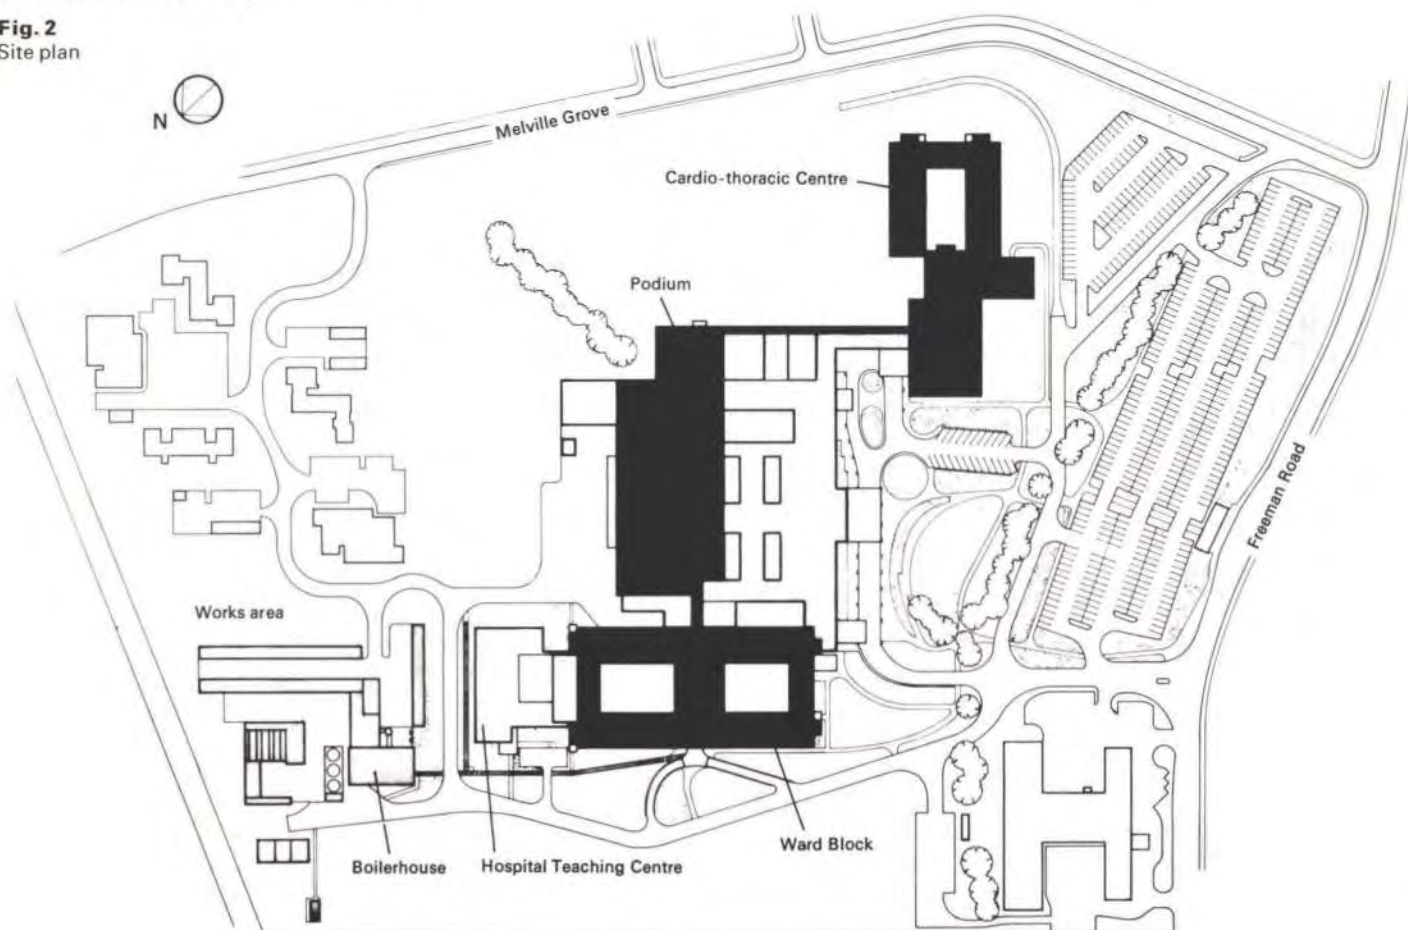 Fig. 2
Site plan
N
Melville Grove
Cardio-thoracic Centre
Podium
Freeman Road
Works area
Ward Block
Boilerhouse
Hospital Teaching Centre